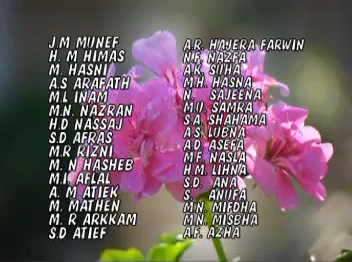 J.M MUNEF
H. M HIMAS
M. HASNI
A.S ARAFATH
M.L INAM
M.N. NAZRAN
H.D NASSAJ
S.D AFRAS
M.R RIZNI
M. N HASHEB
M.I. AFLAL
A. M ATIEK
M. MATHEN
M. R ARKKAM
S.D ATIEF
A.R. HAJERA FARWIN
N.F. NAZFA
A.K. SUHA
M.H. HASNA
N. SAJEENA
M.U. SAMRA
S.A SHAHAMA
A.S LUBNA
A.D ASEFA
M.F. NASLA
H.M. LIHNA
S.D. ANA
S. ANIFA
M.N. MIFDHA
M.N. MISBHA
A.F. AZHA